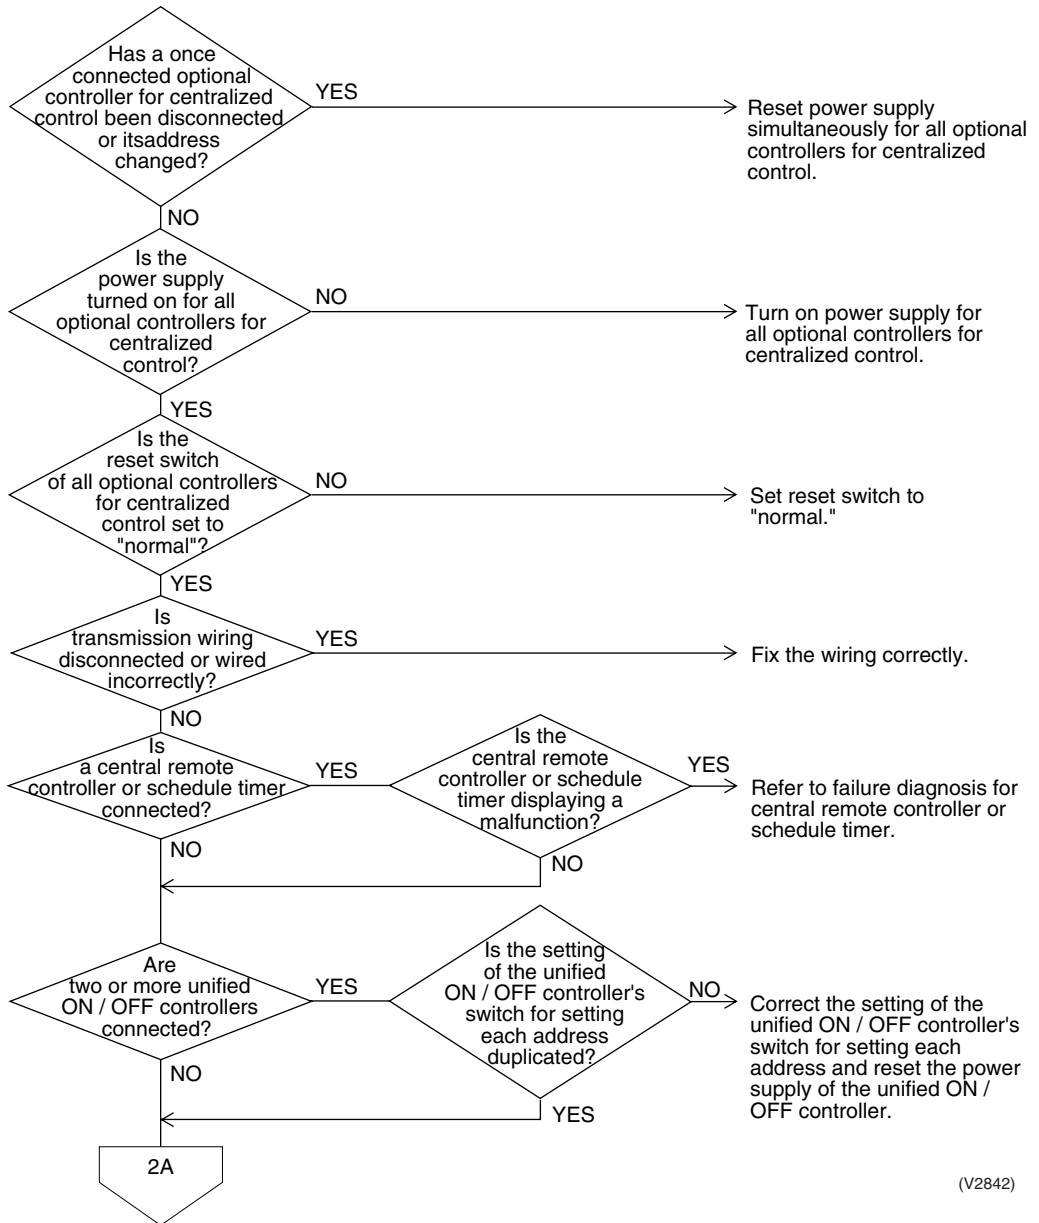 Has a once
connected optional
controller for centralized
control been disconnected
or itsaddress
changed?
YES
Reset power supply
simultaneously for all optional
controllers for centralized
control.
NO
Is the
power supply
turned on for all
optional controllers for
centralized
control?
NO
Turn on power supply for
all optional controllers for
centralized control.
YES
Is the
reset switch
of all optional controllers
for centralized
control set to
"normal"?
NO
Set reset switch to
"normal."
YES
Is
transmission wiring
disconnected or wired
incorrectly?
YES
Fix the wiring correctly.
NO
Is
a central remote
controller or schedule timer
connected?
YES
Is the
central remote
controller or schedule
timer displaying a
malfunction?
YES
Refer to failure diagnosis for
central remote controller or
schedule timer.
NO
NO
Are
two or more unified
ON / OFF controllers
connected?
YES
Is the setting
of the unified
ON / OFF controller's
switch for setting
each address
duplicated?
NO
Correct the setting of the
unified ON / OFF controller's
switch for setting each
address and reset the power
supply of the unified ON /
OFF controller.
NO
YES
2A
(V2842)